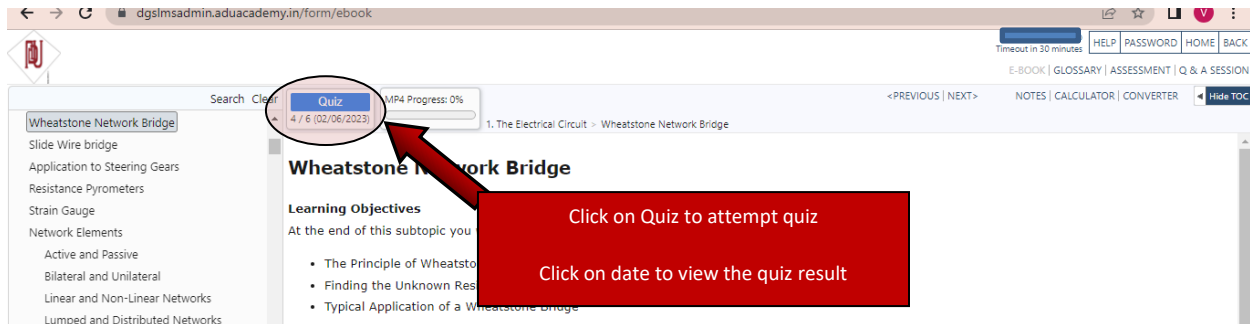 dgslmsadmin.aduacademy.in/form/ebook
V
Timeout in 30 minutes HELP PASSWORD HOME BACK
E-BOOK | GLOSSARY | ASSESSMENT | Q & A SESSION
Search Clear Quiz MP4 Progress: 0% <PREVIOUS | NEXT> NOTES | CALCULATOR | CONVERTER Hide TOC
4 / 6 (02/06/2023)
1. The Electrical Circuit > Wheatstone Network Bridge
Wheatstone Network Bridge
Slide Wire bridge
Application to Steering Gears
Resistance Pyrometers
Strain Gauge
Network Elements
Active and Passive
Bilateral and Unilateral
Linear and Non-Linear Networks
Lumped and Distributed Networks
Wheatstone Network Bridge
Learning Objectives
At the end of this subtopic you
• The Principle of Wheatsto
• Finding the Unknown Res
• Typical Application of a Wheatstone Bridge
Click on Quiz to attempt quiz
Click on date to view the quiz result